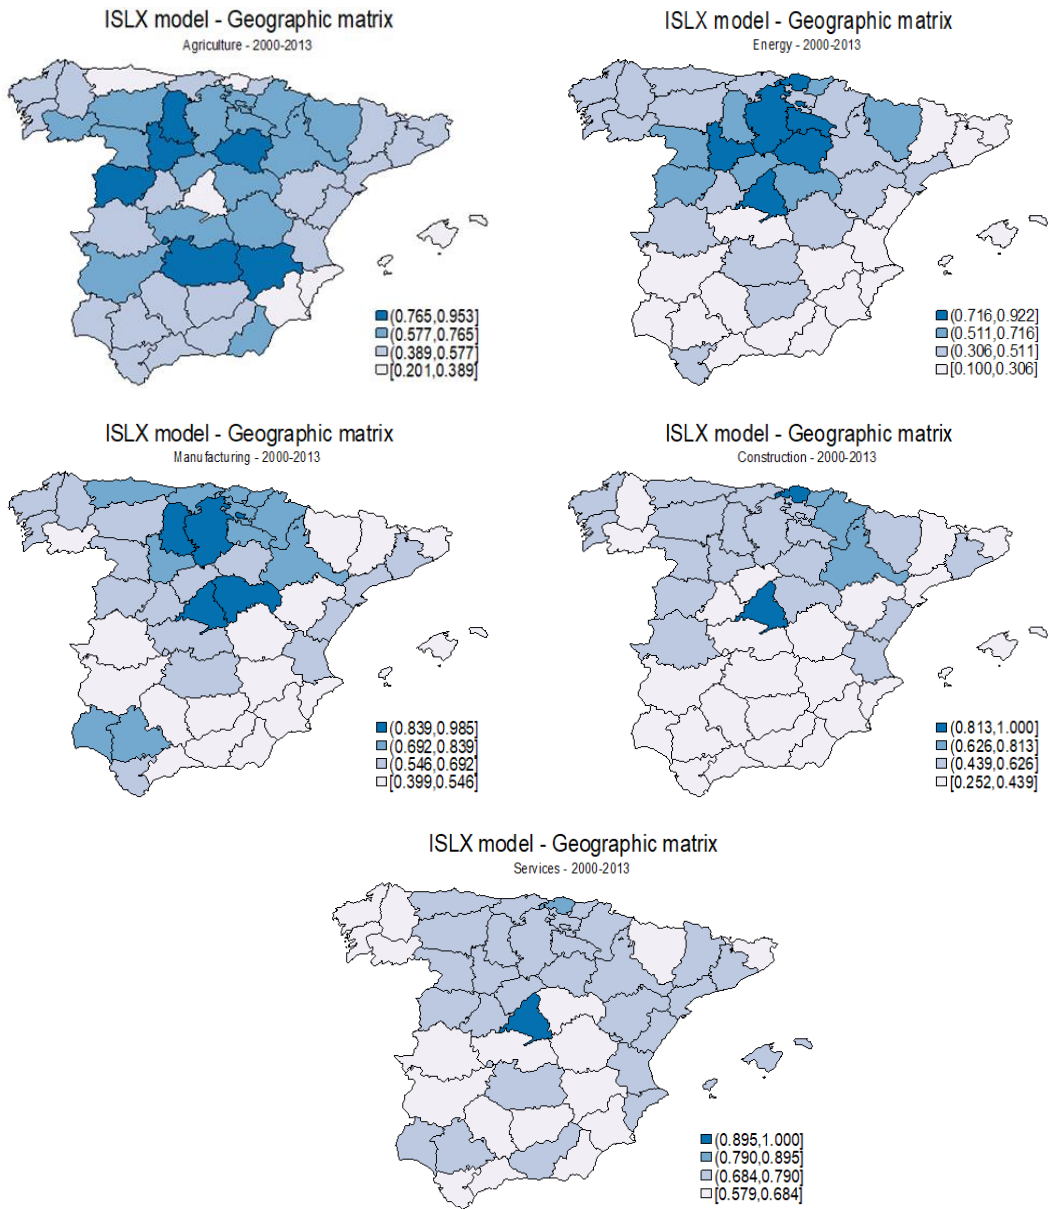 ISLX model - Geographic matrix
Agriculture - 2000-2013
(0.765,0.953]
(0.577,0.765]
(0.389,0.577]
[0.201,0.389]
ISLX model - Geographic matrix
Energy - 2000-2013
(0.716,0.922]
(0.511,0.716]
(0.306,0.511]
[0.100,0.306]
ISLX model - Geographic matrix
Manufacturing - 2000-2013
(0.839,0.985]
(0.692,0.839]
(0.546,0.692]
[0.399,0.546]
ISLX model - Geographic matrix
Construction - 2000-2013
(0.813,1.000]
(0.626,0.813]
(0.439,0.626]
[0.252,0.439]
ISLX model - Geographic matrix
Services - 2000-2013
(0.895,1.000]
(0.790,0.895]
(0.684,0.790]
[0.579,0.684]